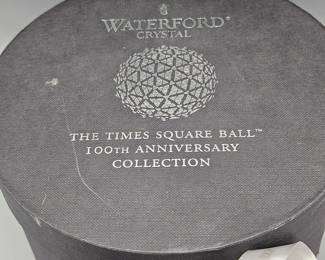 WATERFORD®
CRYSTAL
THE TIMES SQUARE BALL™
100TH ANNIVERSARY
COLLECTION